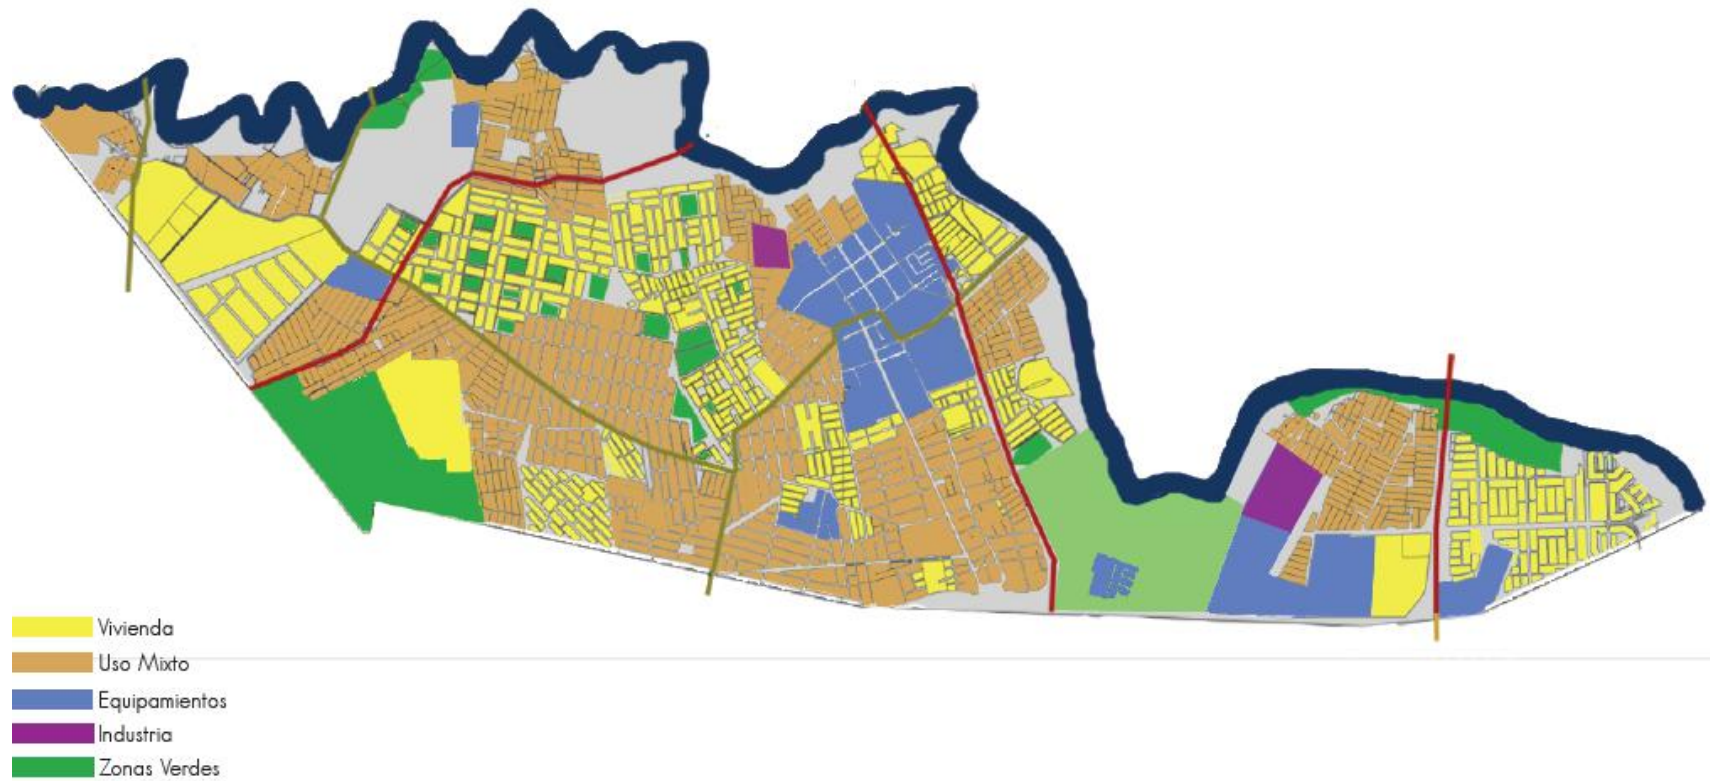 Vivienda
Uso Mixto
Equipamientos
Industria
Zonas Verdes